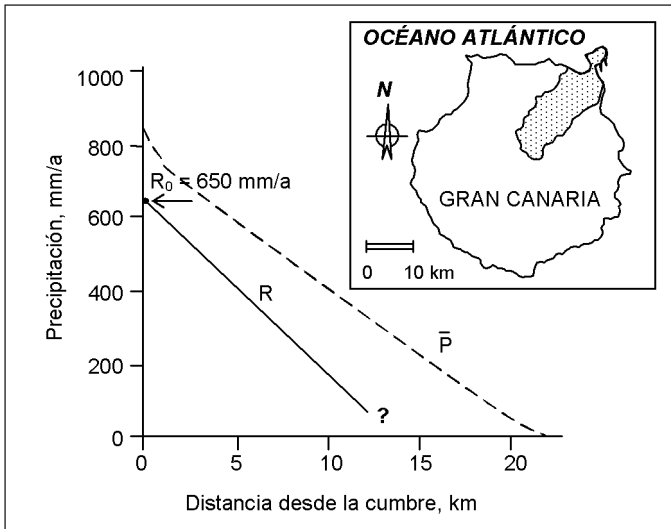 OCÉANO ATLÁNTICO
N
GRAN CANARIA
0 10 km
Precipitación, mm/a
1000
800
600
400
200
0
R₀ = 650 mm/a
R
P̄
?
0 5 10 15 20
Distancia desde la cumbre, km